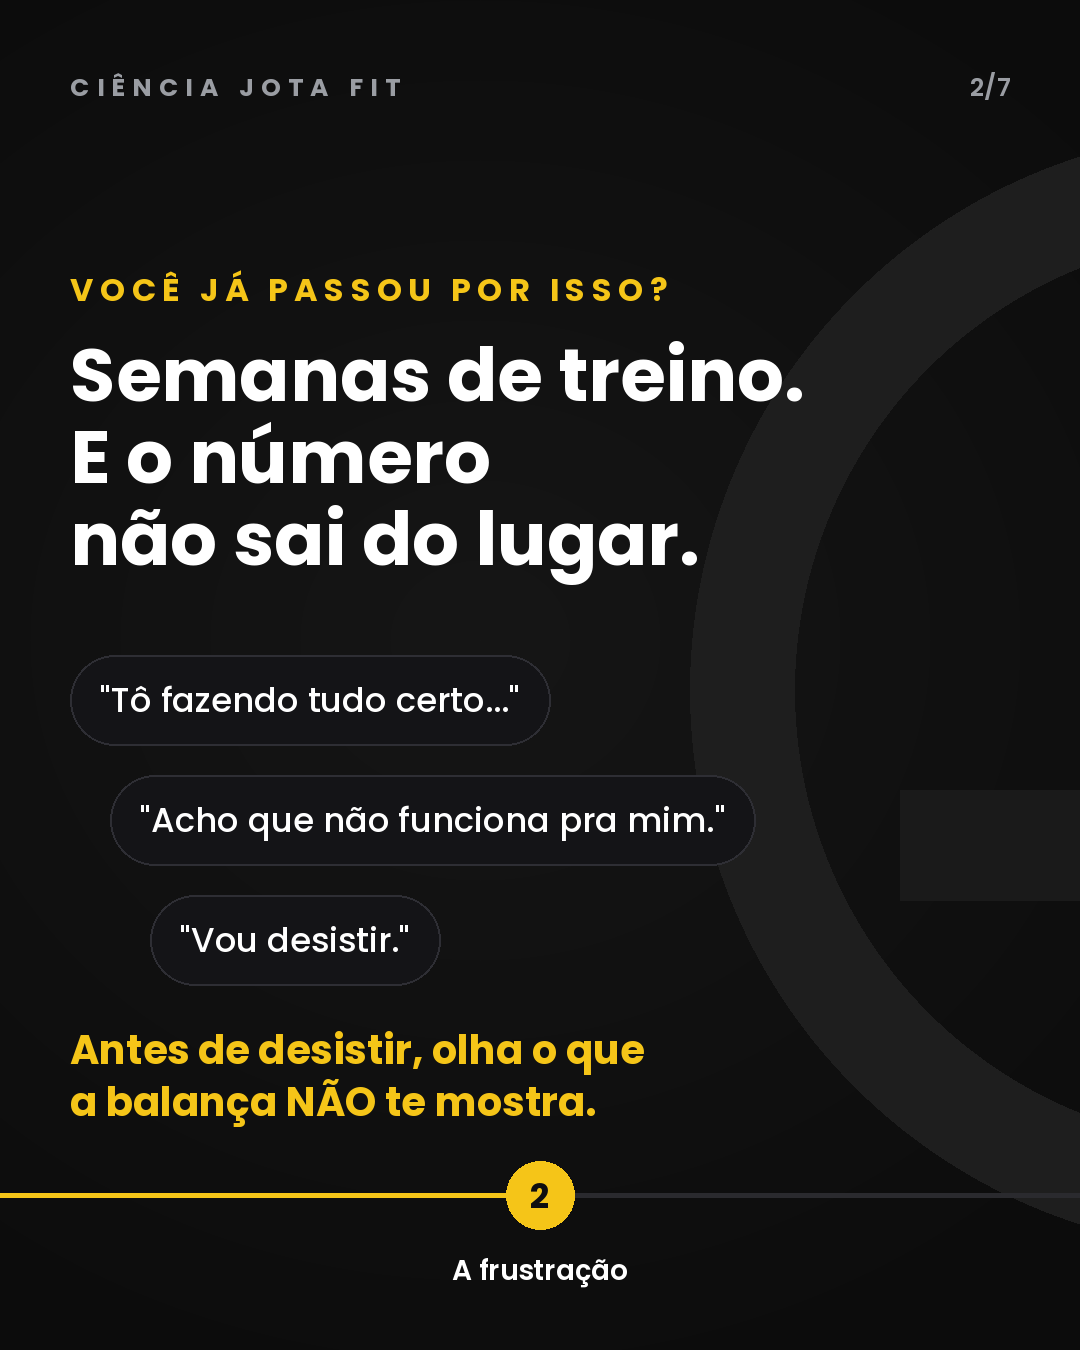 CIÊNCIA JOTA FIT
2/7
VOCÊ JÁ PASSOU POR ISSO?
Semanas de treino.
E o número
não sai do lugar.
"Tô fazendo tudo certo..."
"Acho que não funciona pra mim."
"Vou desistir."
Antes de desistir, olha o que
a balança NÃO te mostra.
2
A frustração